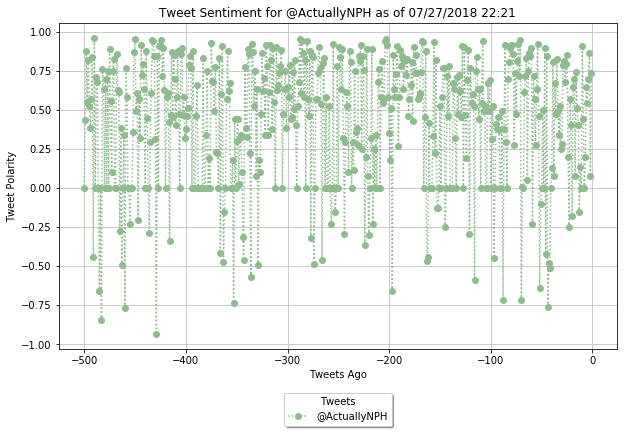 Tweet Sentiment for @ActuallyNPH as of 07/27/2018 22:21
1.00
0.75
0.50
0.25
0.00
−0.25
−0.50
−0.75
−1.00
Tweet Polarity
−500 −400 −300 −200 −100 0
Tweets Ago
Tweets
@ActuallyNPH